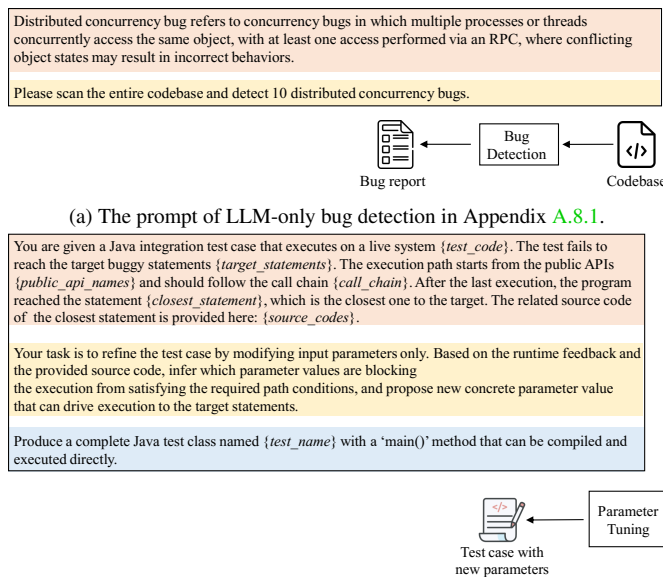 Distributed concurrency bug refers to concurrency bugs in which multiple processes or threads
concurrently access the same object, with at least one access performed via an RPC, where conflicting
object states may result in incorrect behaviors.
Please scan the entire codebase and detect 10 distributed concurrency bugs.
Bug
Detection
</>
Bug report
Codebase
(a) The prompt of LLM-only bug detection in Appendix A.8.1.
You are given a Java integration test case that executes on a live system {test_code}. The test fails to
reach the target buggy statements {target_statements}. The execution path starts from the public APIs
{public_api_names} and should follow the call chain {call_chain}. After the last execution, the program
reached the statement {closest_statement}, which is the closest one to the target. The related source code
of the closest statement is provided here: {source_codes}.
Your task is to refine the test case by modifying input parameters only. Based on the runtime feedback and
the provided source code, infer which parameter values are blocking
the execution from satisfying the required path conditions, and propose new concrete parameter value
that can drive execution to the target statements.
Produce a complete Java test class named {test_name} with a ‘main()’ method that can be compiled and
executed directly.
</>
Parameter
Tuning
Test case with
new parameters